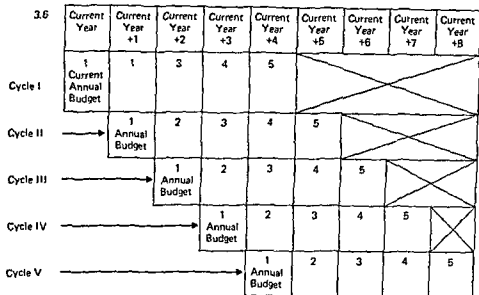 3.6
Current Year
Current Year +1
Current Year +2
Current Year +3
Current Year +4
Current Year +5
Current Year +6
Current Year +7
Current Year +8
Cycle I
1 Current Annual Budget
1
3
4
5
Cycle II
1 Annual Budget
2
3
4
5
Cycle III
1 Annual Budget
2
3
4
5
Cycle IV
1 Annual Budget
2
3
4
5
Cycle V
1 Annual Budget
2
3
4
5